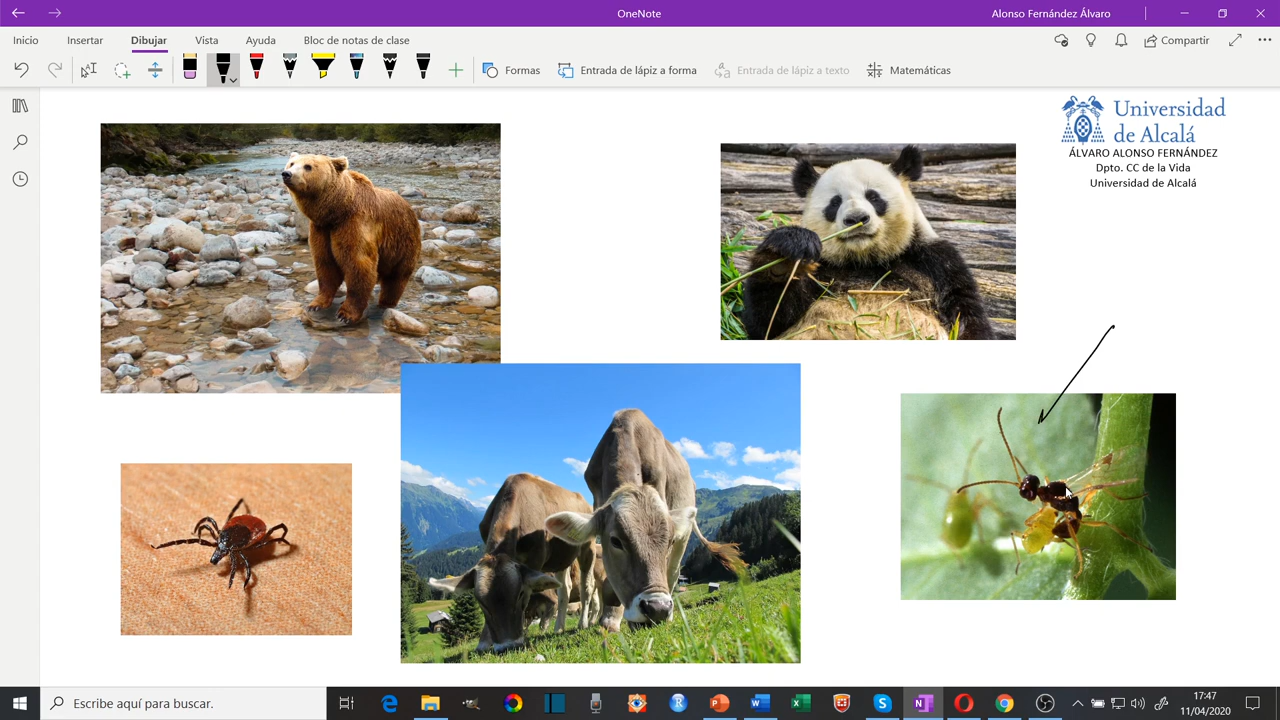 OneNote
Alonso Fernández Álvaro
Inicio
Insertar
Dibujar
Vista
Ayuda
Bloc de notas de clase
Compartir
Formas
Entrada de lápiz a forma
Entrada de lápiz a texto
Matemáticas
Universidad
de Alcalá
ÁLVARO ALONSO FERNÁNDEZ
Dpto. CC de la Vida
Universidad de Alcalá
Escribe aquí para buscar.
17:47
11/04/2020